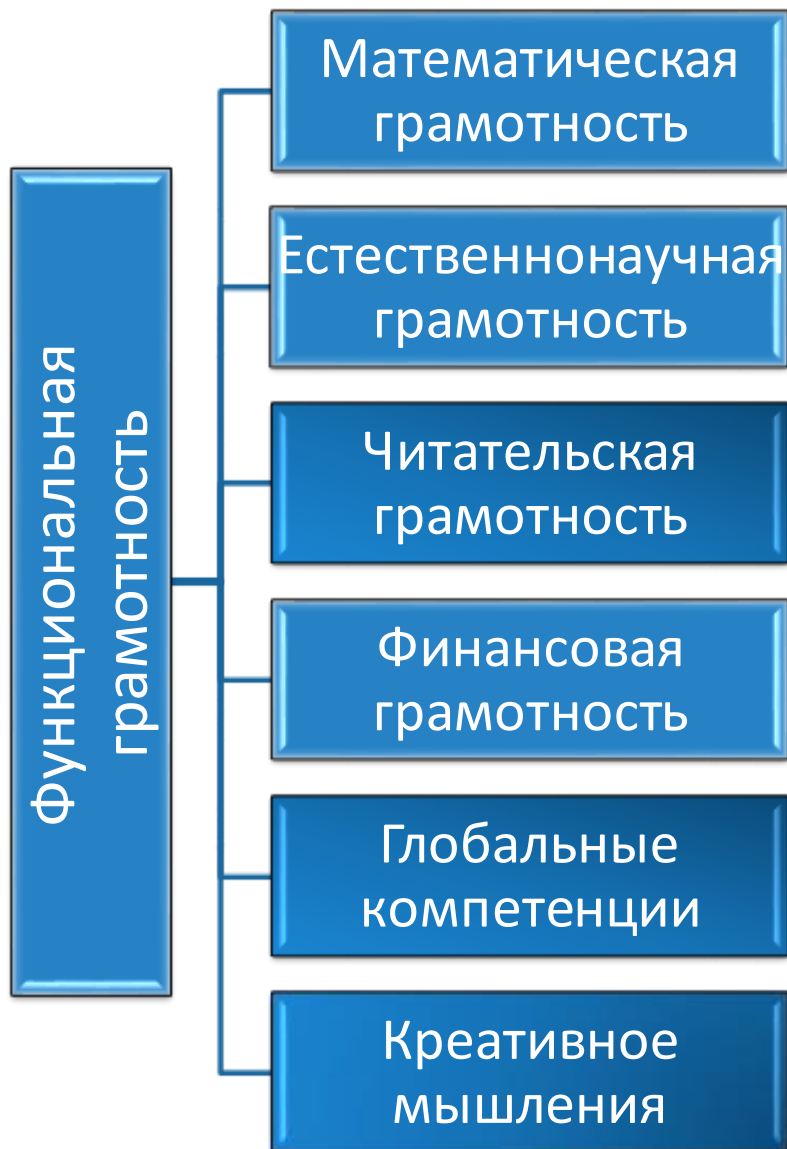 Функциональная
грамотность
Математическая
грамотность
Естественнонаучная
грамотность
Читательская
грамотность
Финансовая
грамотность
Глобальные
компетенции
Креативное
мышления